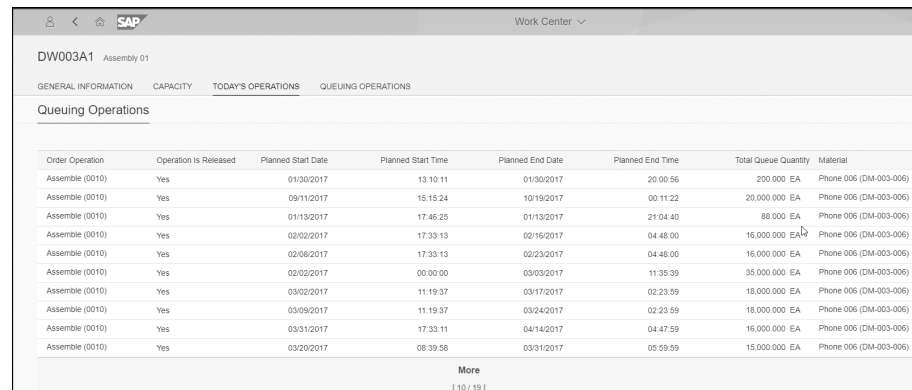 SAP Work Center
DW003A1 Assembly 01
GENERAL INFORMATION CAPACITY TODAY'S OPERATIONS QUEUING OPERATIONS
Queuing Operations
Order Operation Operation Is Released Planned Start Date Planned Start Time Planned End Date Planned End Time Total Queue Quantity Material
Assemble (0010) Yes 01/30/2017 13:10:11 01/30/2017 20:00:56 200.000 EA Phone 006 (DM-003-006)
Assemble (0010) Yes 09/11/2017 15:15:24 10/19/2017 00:11:22 20,000.000 EA Phone 006 (DM-003-006)
Assemble (0010) Yes 01/13/2017 17:46:25 01/13/2017 21:04:40 88.000 EA Phone 006 (DM-003-006)
Assemble (0010) Yes 02/02/2017 17:33:13 02/16/2017 04:48:00 16,000.000 EA Phone 006 (DM-003-006)
Assemble (0010) Yes 02/08/2017 17:33:13 02/23/2017 04:48:00 16,000.000 EA Phone 006 (DM-003-006)
Assemble (0010) Yes 02/02/2017 00:00:00 03/03/2017 11:35:39 35,000.000 EA Phone 006 (DM-003-006)
Assemble (0010) Yes 03/02/2017 11:19:37 03/17/2017 02:23:59 18,000.000 EA Phone 006 (DM-003-006)
Assemble (0010) Yes 03/09/2017 11:19:37 03/24/2017 02:23:59 18,000.000 EA Phone 006 (DM-003-006)
Assemble (0010) Yes 03/31/2017 17:33:11 04/14/2017 04:47:59 16,000.000 EA Phone 006 (DM-003-006)
Assemble (0010) Yes 03/20/2017 08:39:58 03/31/2017 05:59:59 15,000.000 EA Phone 006 (DM-003-006)
More
[ 10 / 19 ]